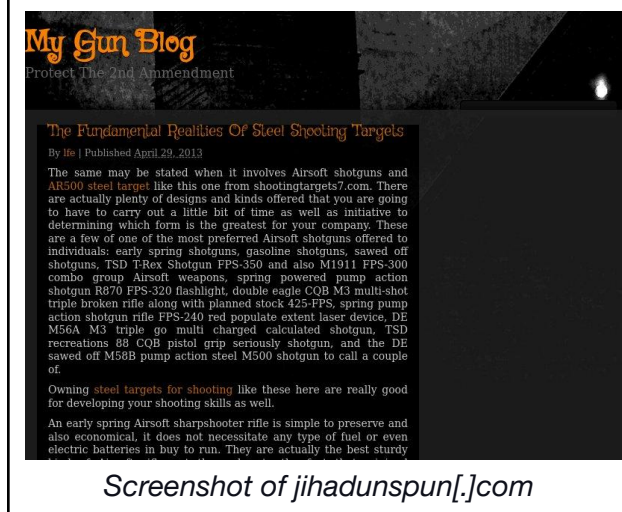 My Gun Blog
Protect The 2nd Ammendment
The Fundamental Realities Of Steel Shooting Targets
By lfe | Published April 29, 2013
The same may be stated when it involves Airsoft shotguns and
AR500 steel target like this one from shootingtargets7.com. There
are actually plenty of designs and kinds offered that you are going
to have to carry out a little bit of time as well as initiative to
determining which form is the greatest for your company. These
are a few of one of the most preferred Airsoft shotguns offered to
individuals: early spring shotguns, gasoline shotguns, sawed off
shotguns, TSD T-Rex Shotgun FPS-350 and also M1911 FPS-300
combo group Airsoft weapons, spring powered pump action
shotgun R870 FPS-320 flashlight, double eagle CQB M3 multi-shot
triple broken rifle along with planned stock 425-FPS, spring pump
action shotgun rifle FPS-240 red populate extent laser device, DE
M56A M3 triple go multi charged calculated shotgun, TSD
recreations 88 CQB pistol grip seriously shotgun, and the DE
sawed off M58B pump action steel M500 shotgun to call a couple
of.
Owning steel targets for shooting like these here are really good
for developing your shooting skills as well.
An early spring Airsoft sharpshooter rifle is simple to preserve and
also economical, it does not necessitate any type of fuel or even
electric batteries in buy to run. They are actually the best sturdy
Screenshot of jihadunspun[.]com